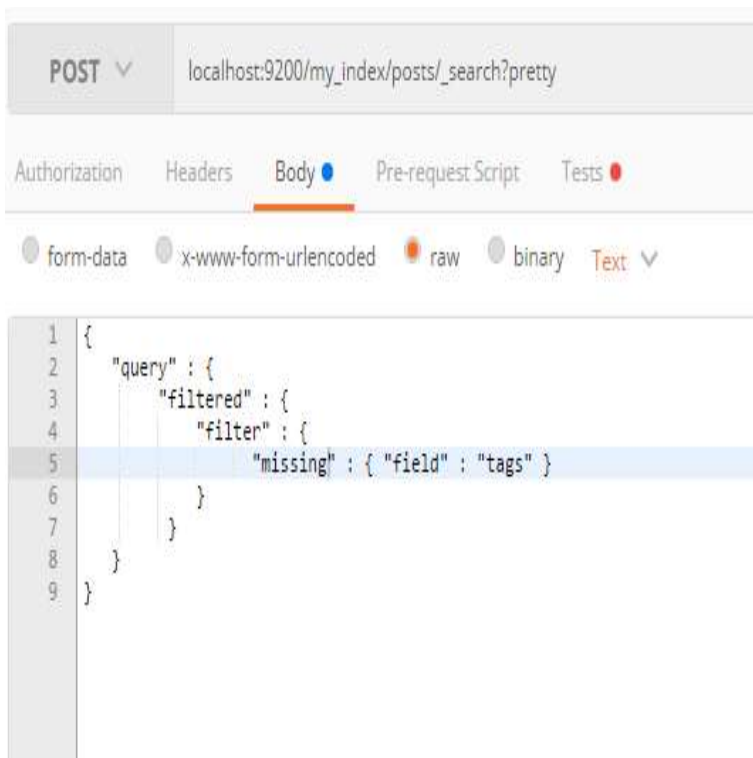 POST localhost:9200/my_index/posts/_search?pretty
Authorization Headers Body Pre-request Script Tests
form-data x-www-form-urlencoded raw binary Text
1 {
2 "query" : {
3 "filtered" : {
4 "filter" : {
5 "missing" : { "field" : "tags" }
6 }
7 }
8 }
9 }